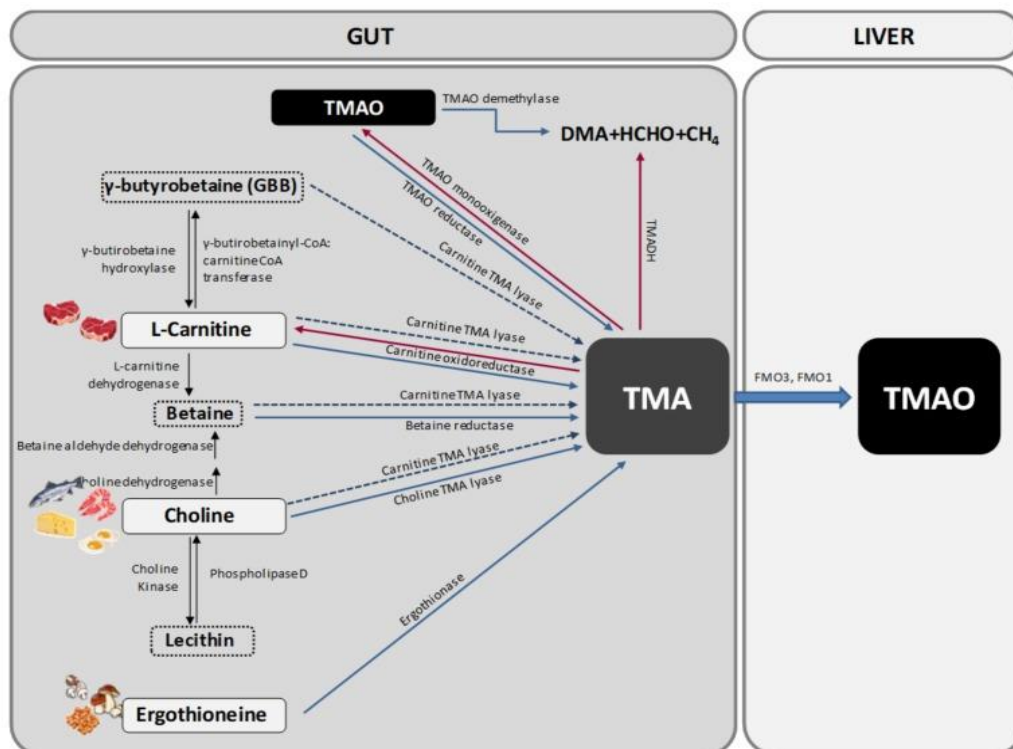 GUT
LIVER
TMAO
TMAO demethylase
DMA+HCHO+CH₄
γ-butyrobetaine (GBB)
TMAO monooxigenase
TMAO reductase
TMADH
Carnitine TMA lyase
γ-butirobetaine
hydroxylase
γ-butirobetainyl-CoA:
carnitine CoA
transferase
L-Carnitine
Carnitine TMA lyase
Carnitine oxidoreductase
L-carnitine
dehydrogenase
Betaine
Carnitine TMA lyase
Betaine reductase
TMA
FMO3, FMO1
TMAO
Betaine aldehyde dehydrogenase
choline dehydrogenase
Carnitine TMA lyase
Choline TMA lyase
Choline
Choline
Kinase
Phospholipase D
Lecithin
Ergothionase
Ergothioneine